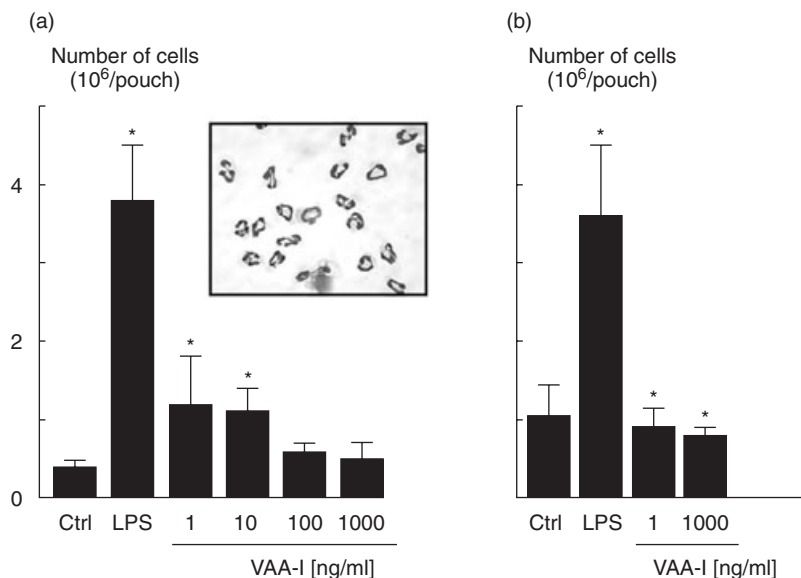 (a)
Number of cells
(10⁶/pouch)
*
4
*
2
*
0
Ctrl LPS 1 10 100 1000
VAA-I [ng/ml]
(b)
Number of cells
(10⁶/pouch)
*
* *
Ctrl LPS 1 1000
VAA-I [ng/ml]